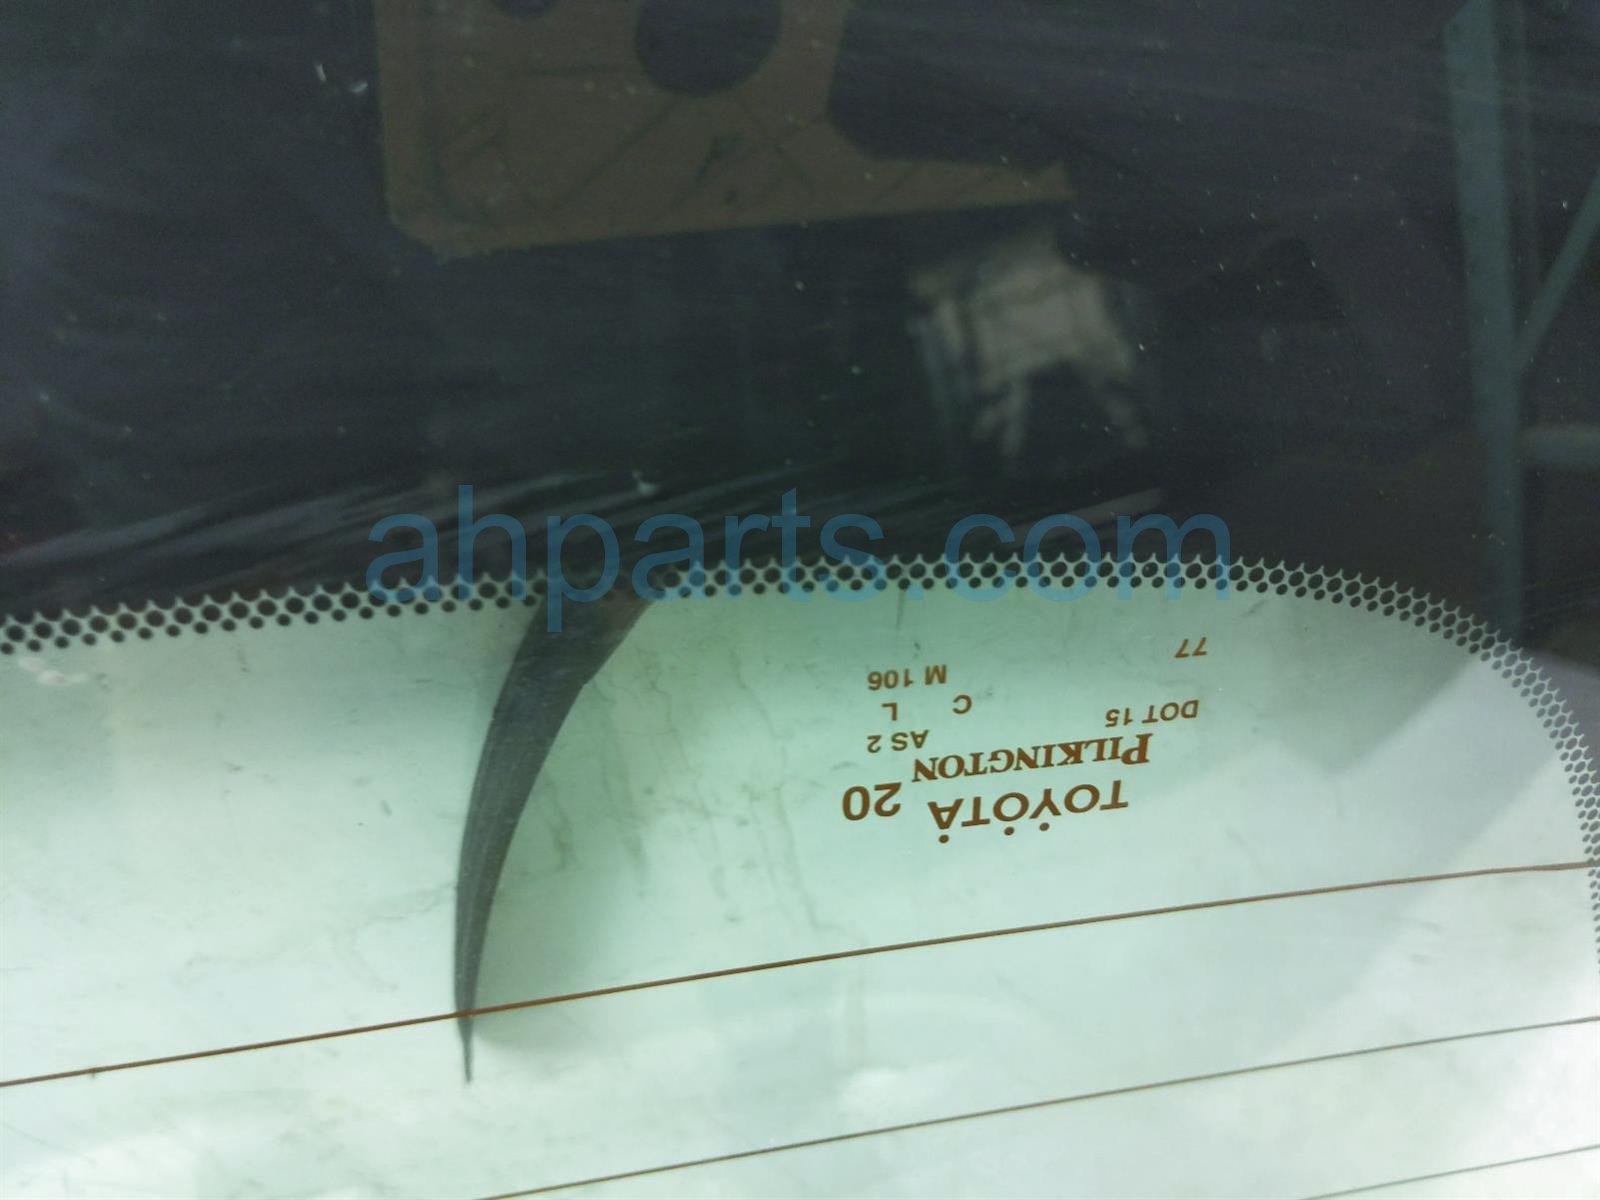 TOYOTA 20
PILKINGTON
AS 2
DOT 15
C L
M 106
77
ahparts.com